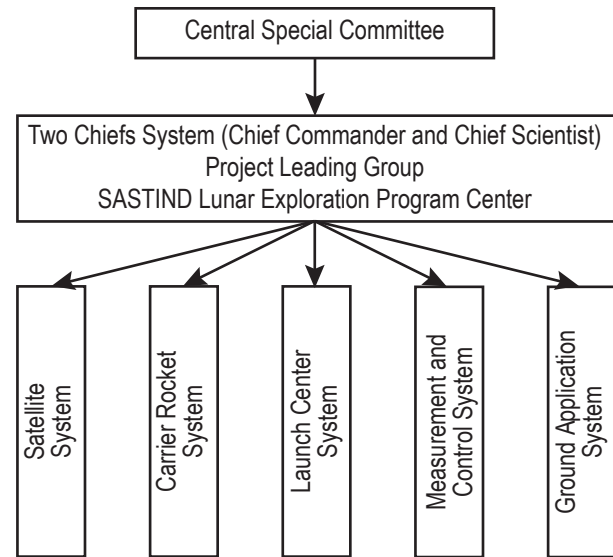 Central Special Committee
Two Chiefs System (Chief Commander and Chief Scientist)
Project Leading Group
SASTIND Lunar Exploration Program Center
Satellite
System
Carrier Rocket
System
Launch Center
System
Measurement and
Control System
Ground Application
System